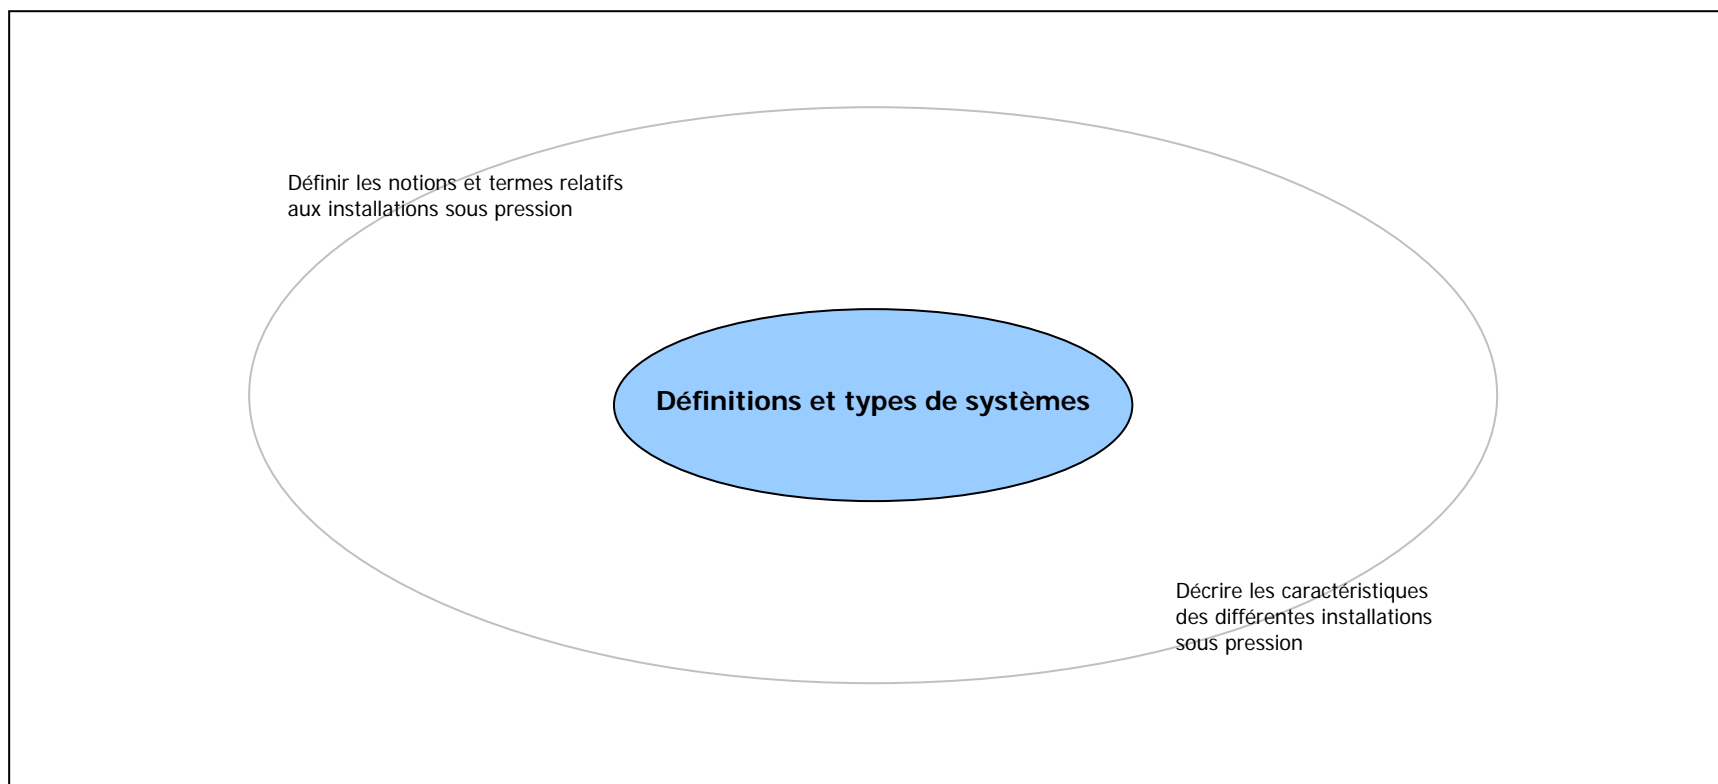 Définir les notions et termes relatifs
aux installations sous pression
Définitions et types de systèmes
Décrire les caractéristiques
des différentes installations
sous pression